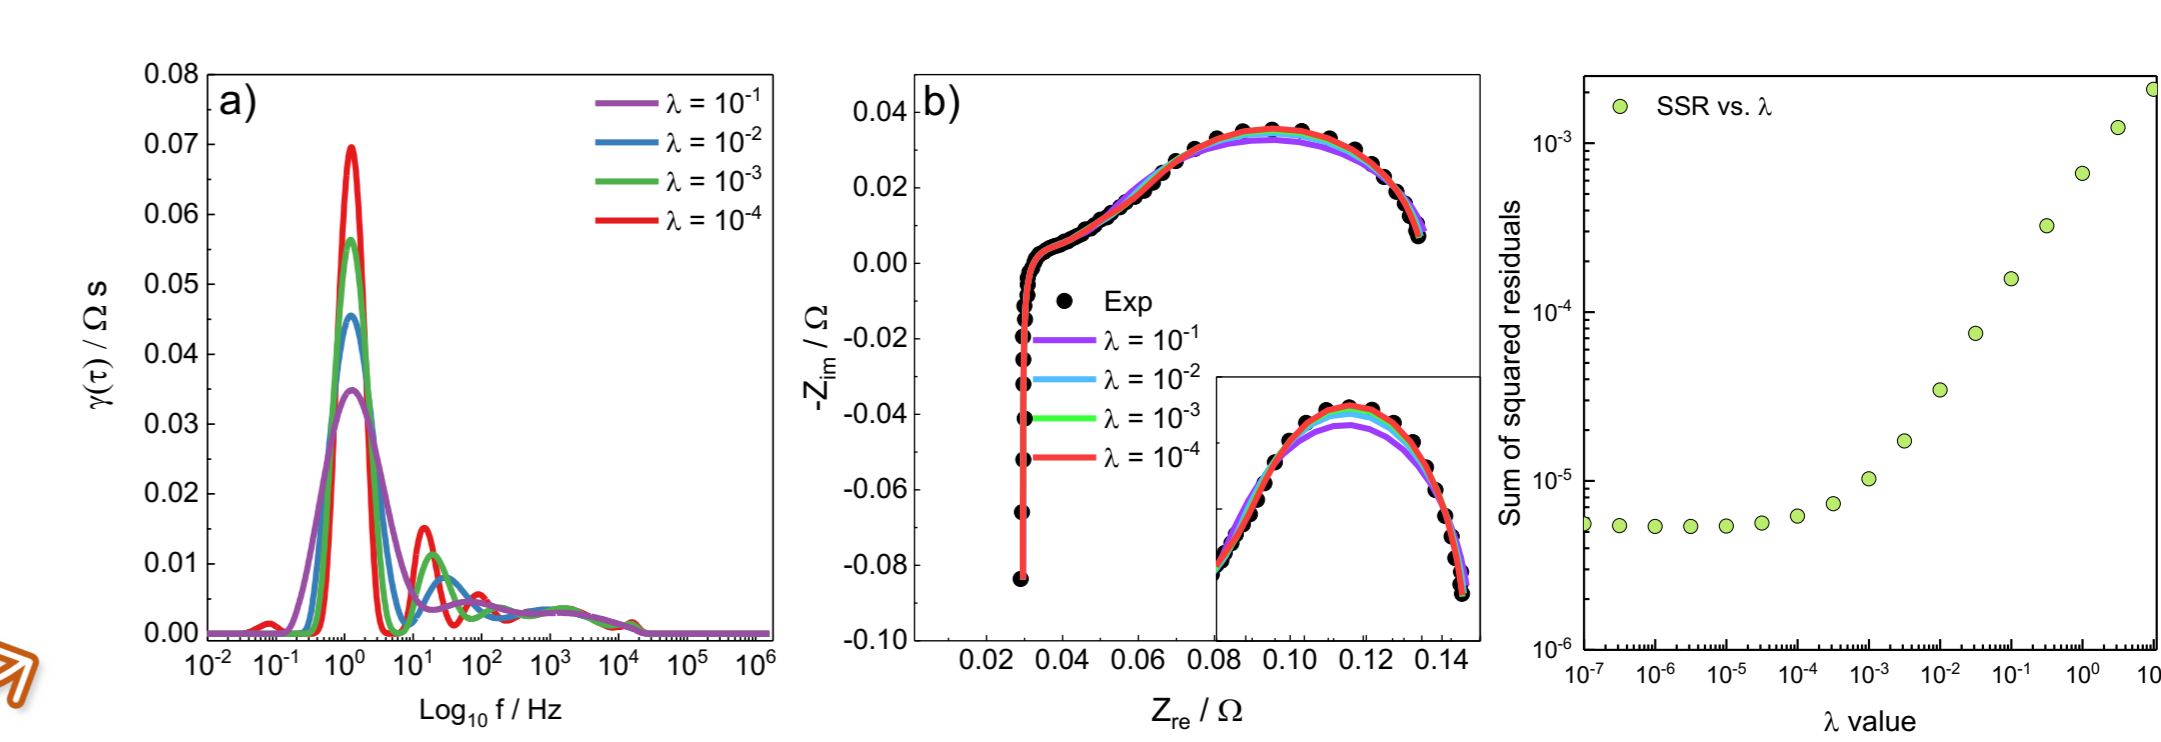 a)
λ = 10⁻¹
λ = 10⁻²
λ = 10⁻³
λ = 10⁻⁴
0.08
0.07
0.06
0.05
0.04
0.03
0.02
0.01
0.00
γ(τ) / Ω s
10⁻² 10⁻¹ 10⁰ 10¹ 10² 10³ 10⁴ 10⁵ 10⁶
Log₁₀ f / Hz
b)
0.04
0.02
0.00
-0.02
-0.04
-0.06
-0.08
-0.10
-Z_im / Ω
Exp
λ = 10⁻¹
λ = 10⁻²
λ = 10⁻³
λ = 10⁻⁴
0.02 0.04 0.06 0.08 0.10 0.12 0.14
Z_re / Ω
SSR vs. λ
10⁻³
10⁻⁴
10⁻⁵
10⁻⁶
Sum of squared residuals
10⁻⁷ 10⁻⁶ 10⁻⁵ 10⁻⁴ 10⁻³ 10⁻² 10⁻¹ 10⁰ 10
λ value